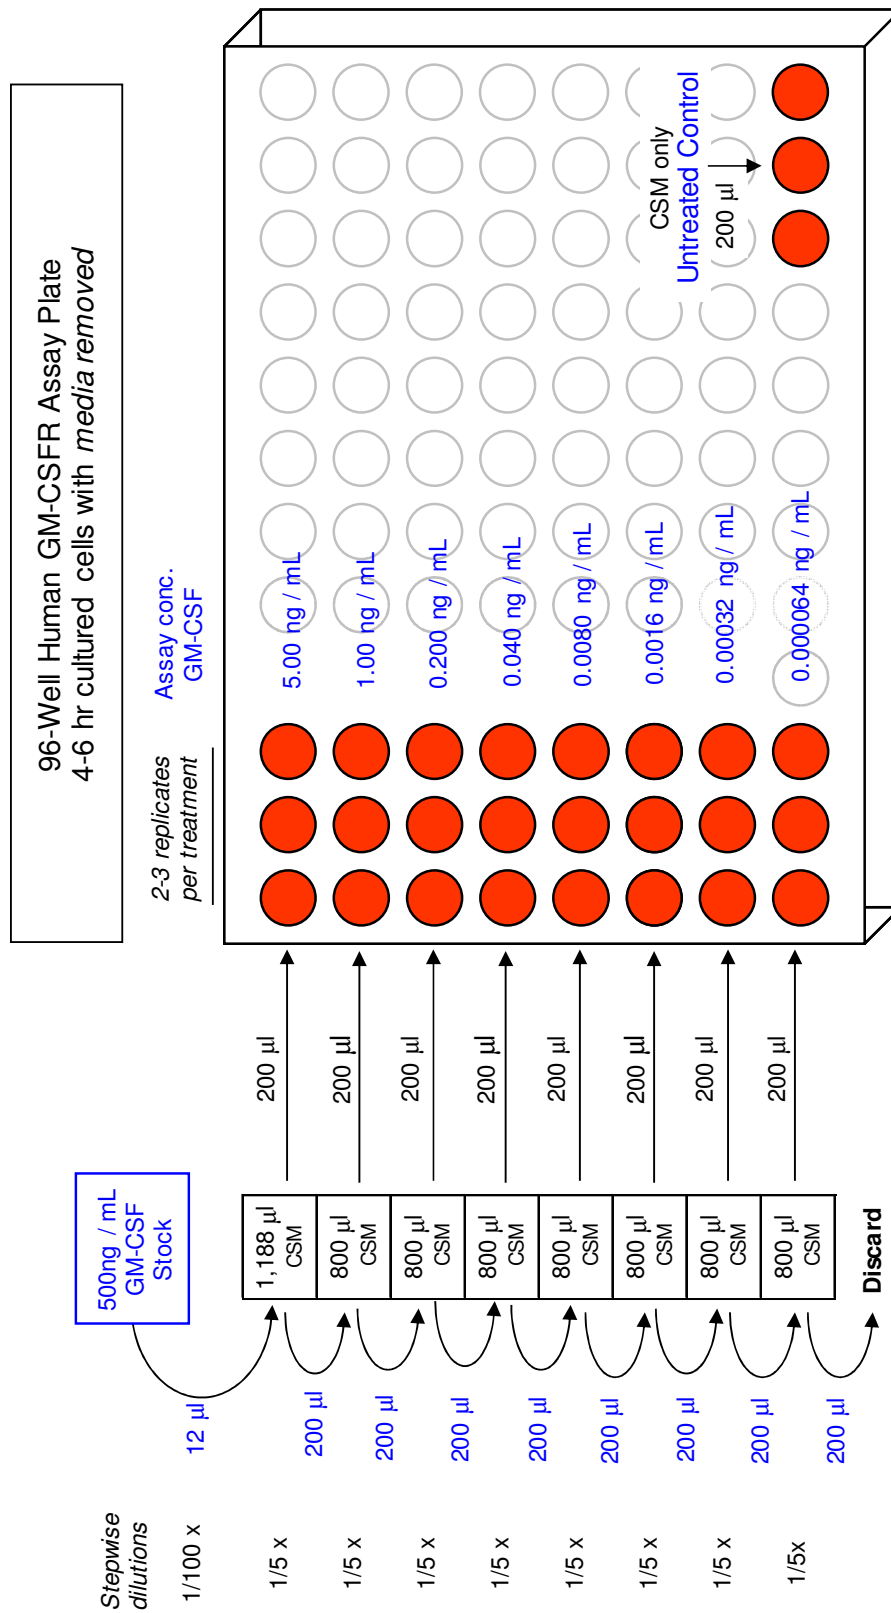 96-Well Human GM-CSFR Assay Plate
4-6 hr cultured cells with media removed
Stepwise
dilutions
1/100 x
1/5 x
1/5 x
1/5 x
1/5 x
1/5 x
1/5 x
1/5 x
1/5x
12 µl
200 µl
200 µl
200 µl
200 µl
200 µl
200 µl
200 µl
200 µl
500ng / mL
GM-CSF
Stock
1,188 µl
CSM
800 µl
CSM
800 µl
CSM
800 µl
CSM
800 µl
CSM
800 µl
CSM
800 µl
CSM
800 µl
CSM
Discard
200 µl
200 µl
200 µl
200 µl
200 µl
200 µl
200 µl
200 µl
2-3 replicates
per treatment
Assay conc.
GM-CSF
5.00 ng / mL
1.00 ng / mL
0.200 ng / mL
0.040 ng / mL
0.0080 ng / mL
0.0016 ng / mL
0.00032 ng / mL
0.000064 ng / mL
CSM only
Untreated Control
200 µl